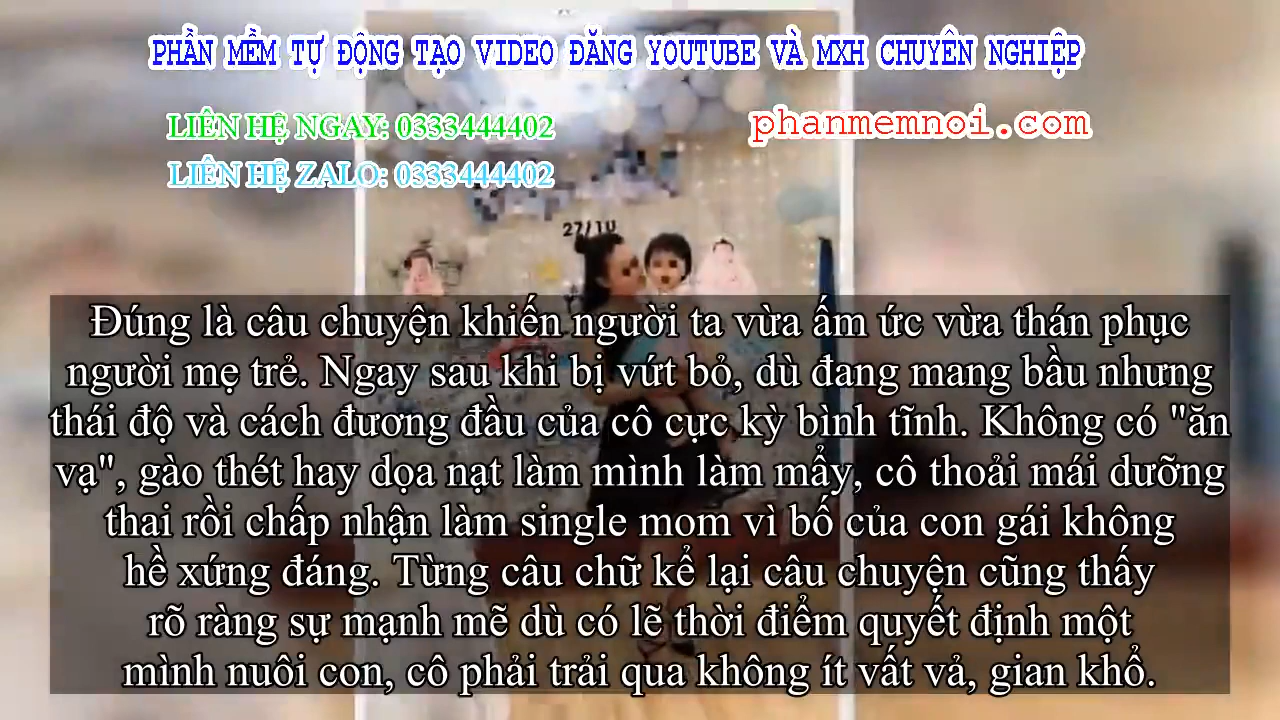 PHẦN MỀM TỰ ĐỘNG TẠO VIDEO ĐĂNG YOUTUBE VÀ MXH CHUYÊN NGHIỆP
LIÊN HỆ NGAY: 0333444402
phanmemnoi.com
LIÊN HỆ ZALO: 0333444402
27/10
Đúng là câu chuyện khiến người ta vừa ấm ức vừa thán phục
người mẹ trẻ. Ngay sau khi bị vứt bỏ, dù đang mang bầu nhưng
thái độ và cách đương đầu của cô cực kỳ bình tĩnh. Không có "ăn
vạ", gào thét hay dọa nạt làm mình làm mẩy, cô thoải mái dưỡng
thai rồi chấp nhận làm single mom vì bố của con gái không
hề xứng đáng. Từng câu chữ kể lại câu chuyện cũng thấy
rõ ràng sự mạnh mẽ dù có lẽ thời điểm quyết định một
mình nuôi con, cô phải trải qua không ít vất vả, gian khổ.